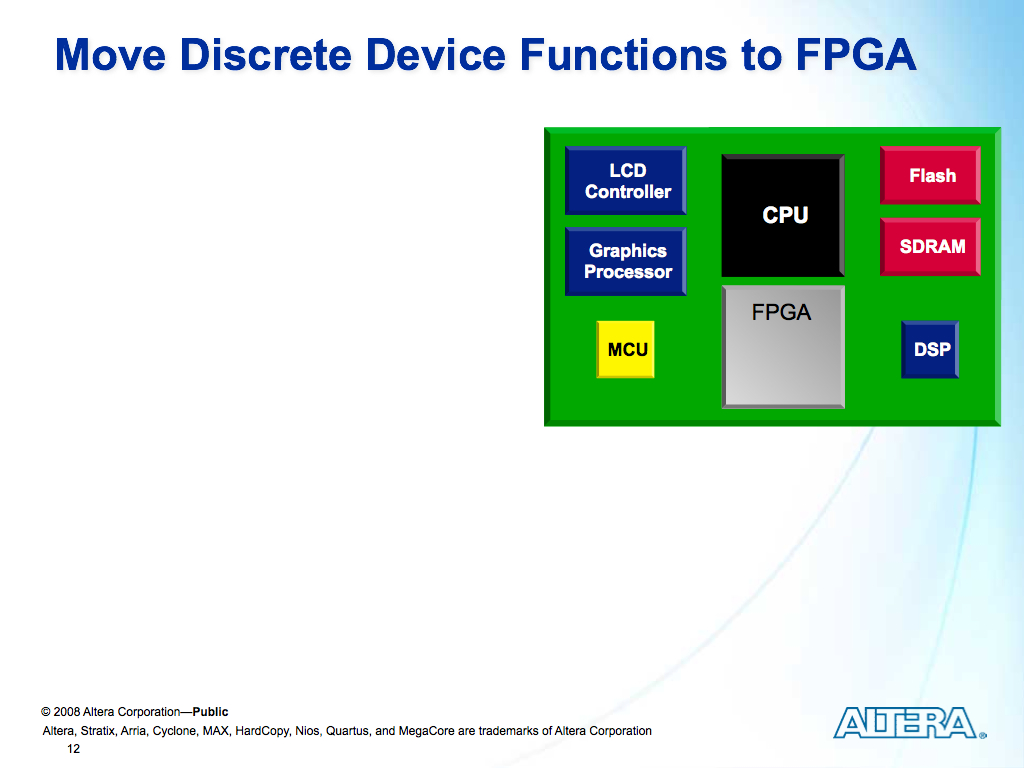 Move Discrete Device Functions to FPGA
LCD
Controller
Graphics
Processor
MCU
CPU
FPGA
Flash
SDRAM
DSP
© 2008 Altera Corporation—Public
Altera, Stratix, Arria, Cyclone, MAX, HardCopy, Nios, Quartus, and MegaCore are trademarks of Altera Corporation
12
ALTERA®